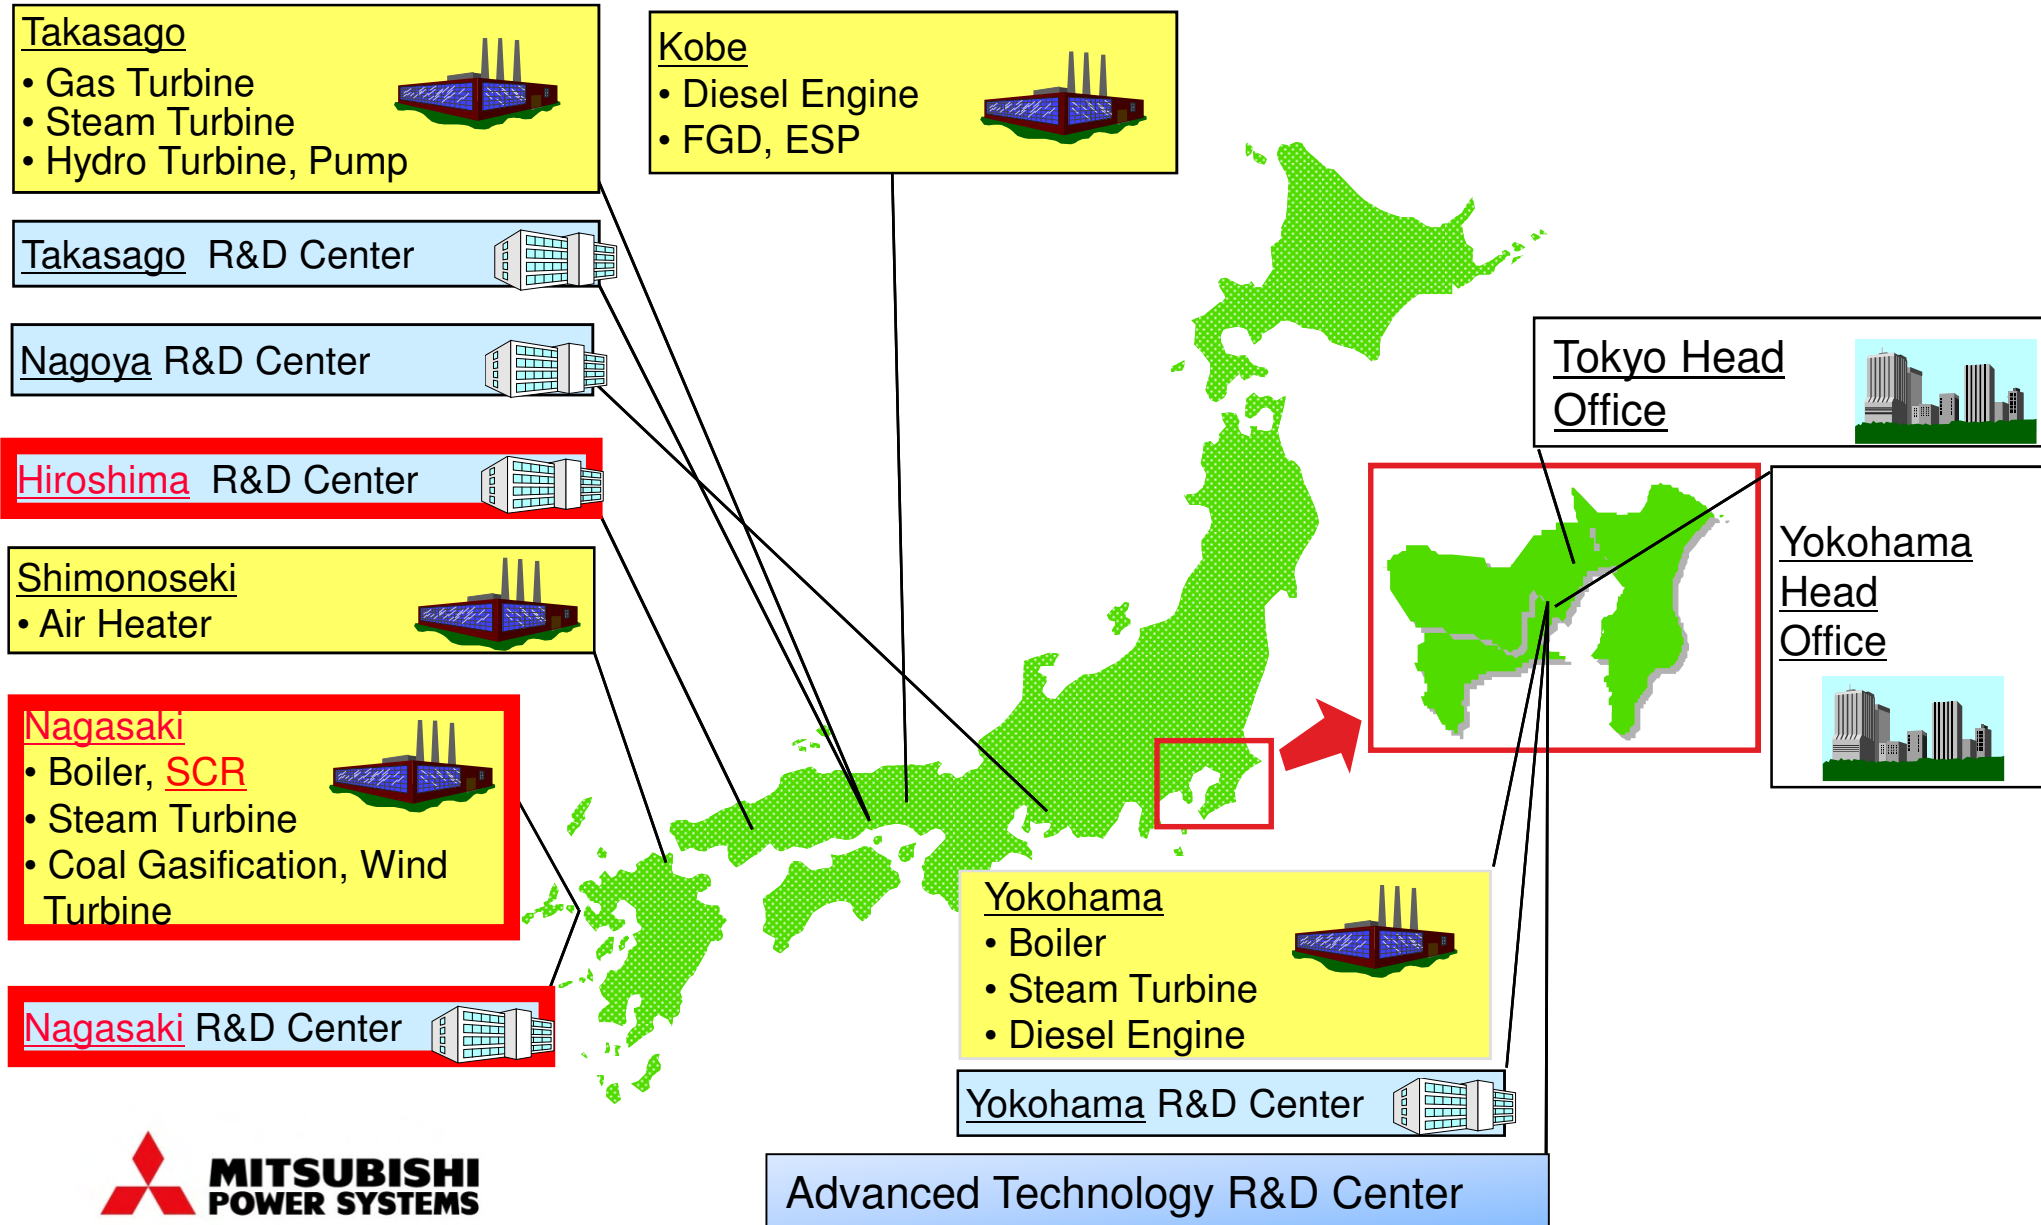 Takasago
• Gas Turbine
• Steam Turbine
• Hydro Turbine, Pump
Kobe
• Diesel Engine
• FGD, ESP
Takasago R&D Center
Nagoya R&D Center
Hiroshima R&D Center
Shimonoseki
• Air Heater
Nagasaki
• Boiler, SCR
• Steam Turbine
• Coal Gasification, Wind
Turbine
Nagasaki R&D Center
Tokyo Head
Office
Yokohama
Head
Office
Yokohama
• Boiler
• Steam Turbine
• Diesel Engine
Yokohama R&D Center
Advanced Technology R&D Center
MITSUBISHI
POWER SYSTEMS